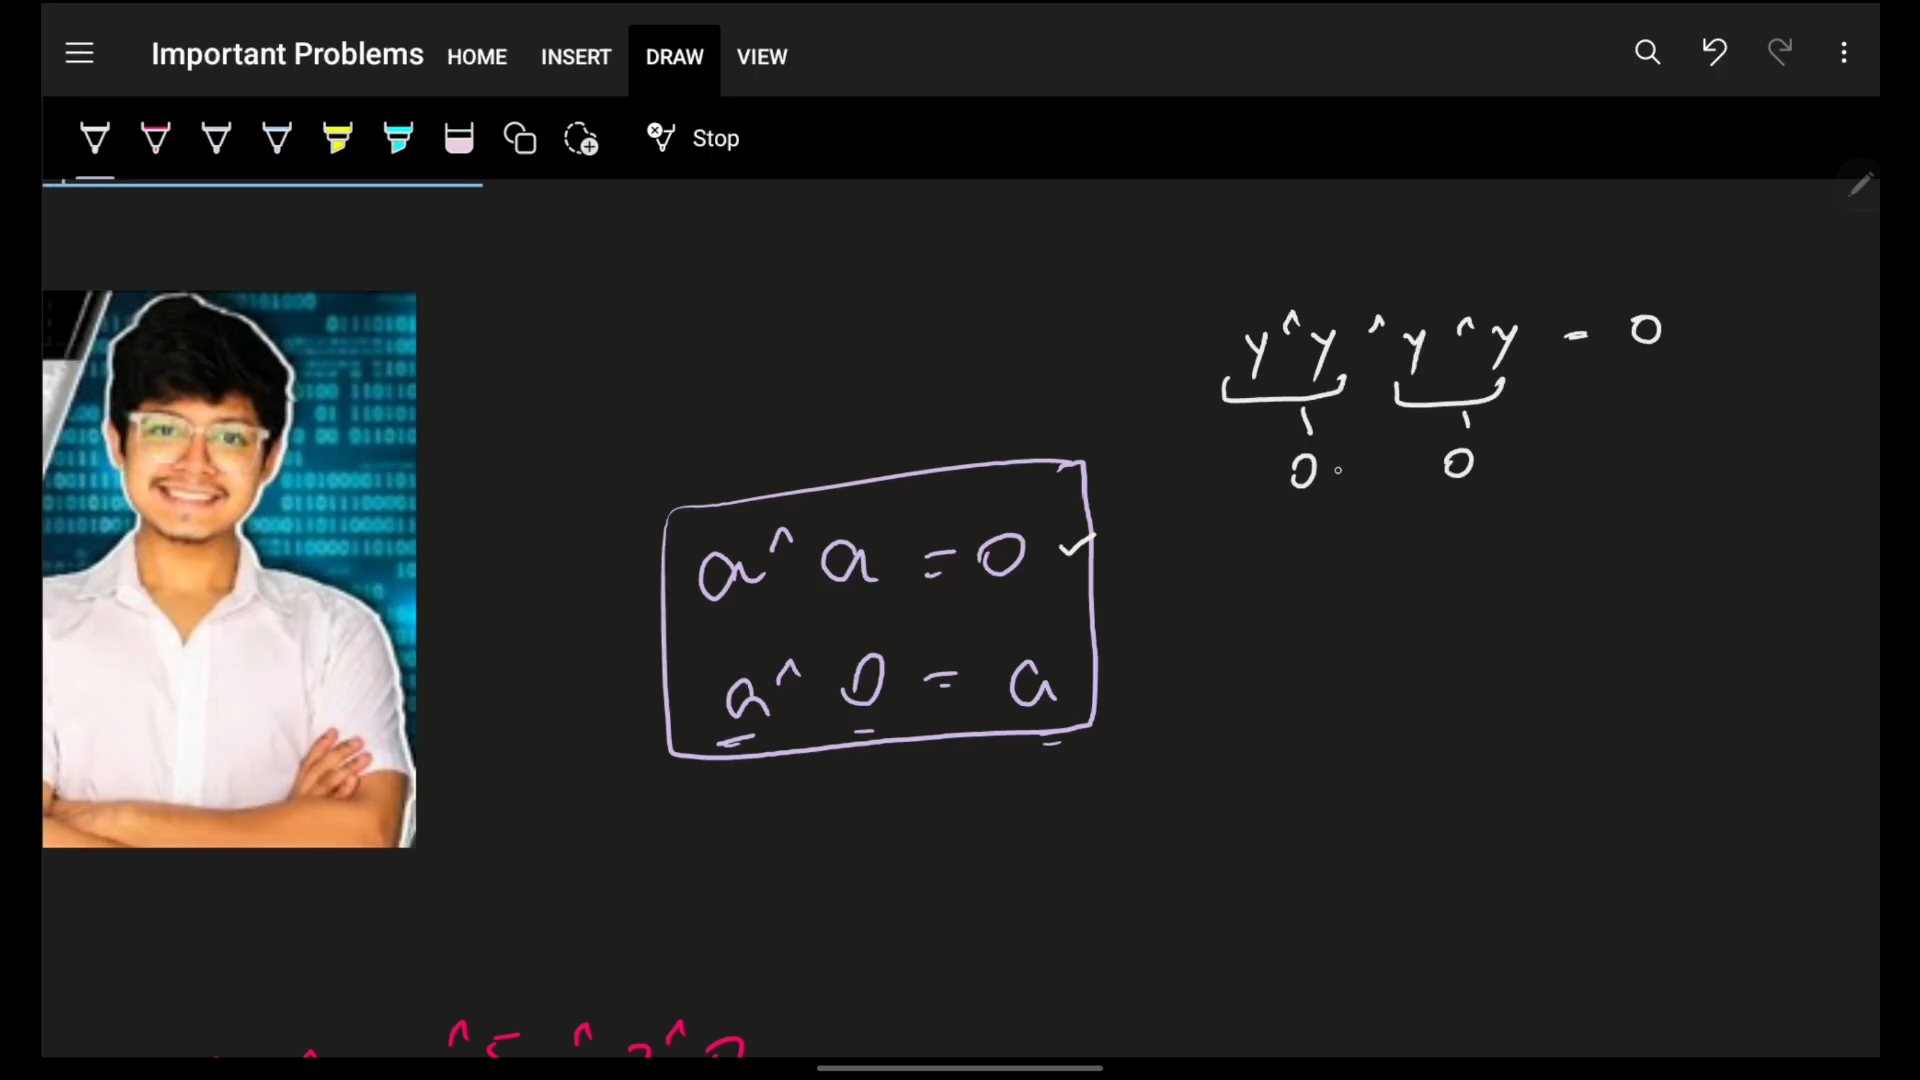 Important Problems HOME INSERT DRAW VIEW
Stop
y^y^y^y = 0
0 0
a^a = 0
a^0 = a